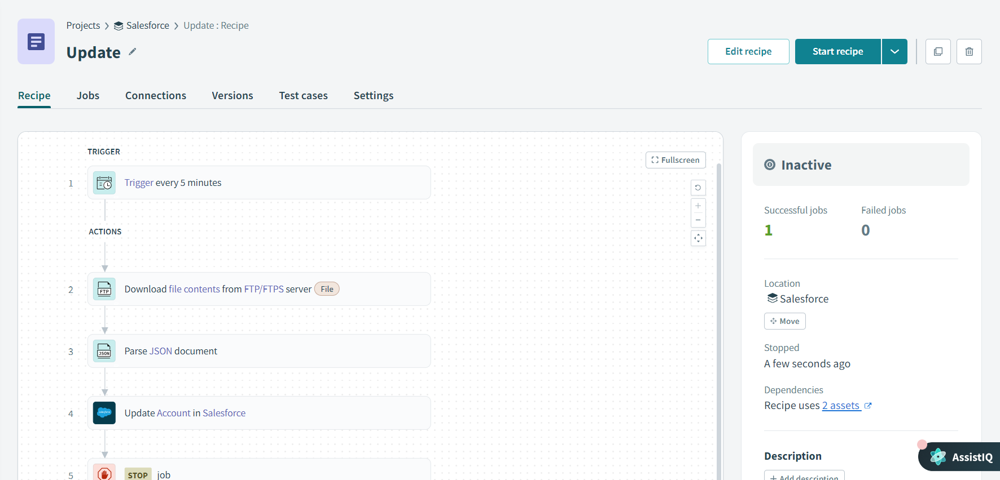 Projects > Salesforce > Update : Recipe
Update
Edit recipe
Start recipe
Recipe
Jobs
Connections
Versions
Test cases
Settings
TRIGGER
Fullscreen
1
Trigger every 5 minutes
ACTIONS
2
FTP
Download file contents from FTP/FTPS server File
3
JSON
Parse JSON document
4
salesforce
Update Account in Salesforce
5
STOP job
Inactive
Successful jobs
Failed jobs
1
0
Location
Salesforce
Move
Stopped
A few seconds ago
Dependencies
Recipe uses 2 assets
Description
+ Add description
AssistIQ